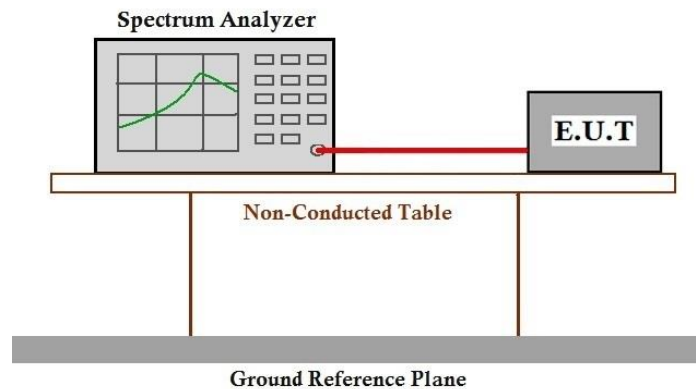 Spectrum Analyzer
E.U.T
Non-Conducted Table
Ground Reference Plane